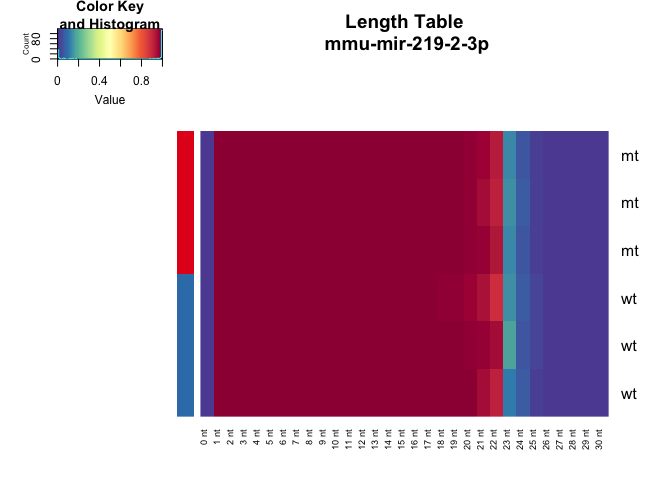 Color Key
and Histogram
Count
0 80
0 0.4 0.8
Value
Length Table
mmu-mir-219-2-3p
mt
mt
mt
wt
wt
wt
0 nt 1 nt 2 nt 3 nt 4 nt 5 nt 6 nt 7 nt 8 nt 9 nt 10 nt 11 nt 12 nt 13 nt 14 nt 15 nt 16 nt 17 nt 18 nt 19 nt 20 nt 21 nt 22 nt 23 nt 24 nt 25 nt 26 nt 27 nt 28 nt 29 nt 30 nt